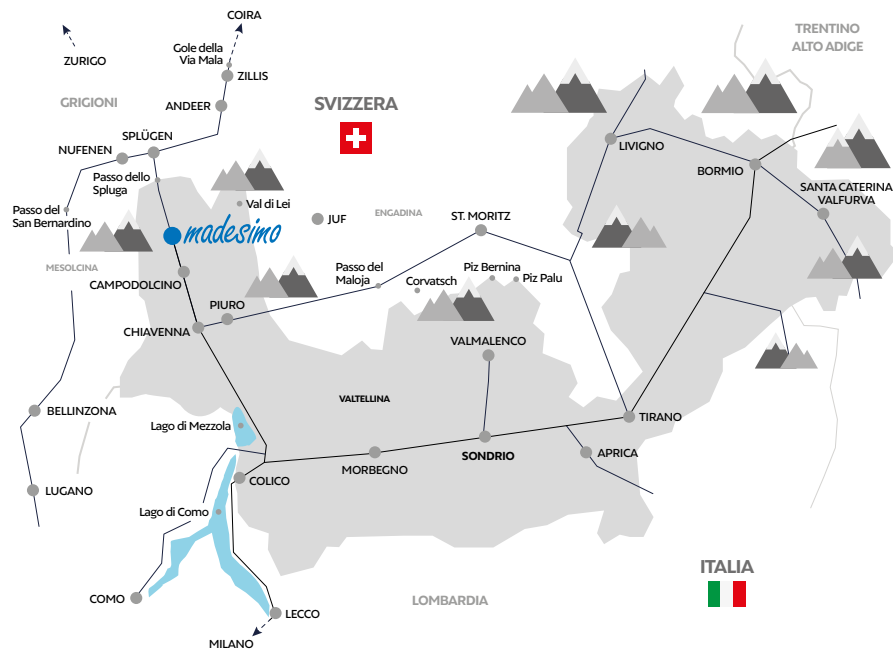 COIRA
TRENTINO
ALTO ADIGE
ZURIGO
Gole della
Via Mala
ZILLIS
GRIGIONI
ANDEER
SVIZZERA
SPLÜGEN
NUFENEN
LIVIGNO
BORMIO
Passo dello
Spluga
SANTA CATERINA
VALFURVA
Val di Lei
Passo del
San Bernardino
JUF
ENGADINA
ST. MORITZ
madesimo
MESOLCINA
CAMPODOLCINO
Passo del
Maloja
Corvatsch
Piz Bernina
Piz Palu
PIURO
CHIAVENNA
VALMALENCO
VALTELLINA
BELLINZONA
TIRANO
Lago di Mezzola
SONDRIO
APRICA
MORBEGNO
COLICO
LUGANO
Lago di Como
ITALIA
COMO
LOMBARDIA
LECCO
MILANO